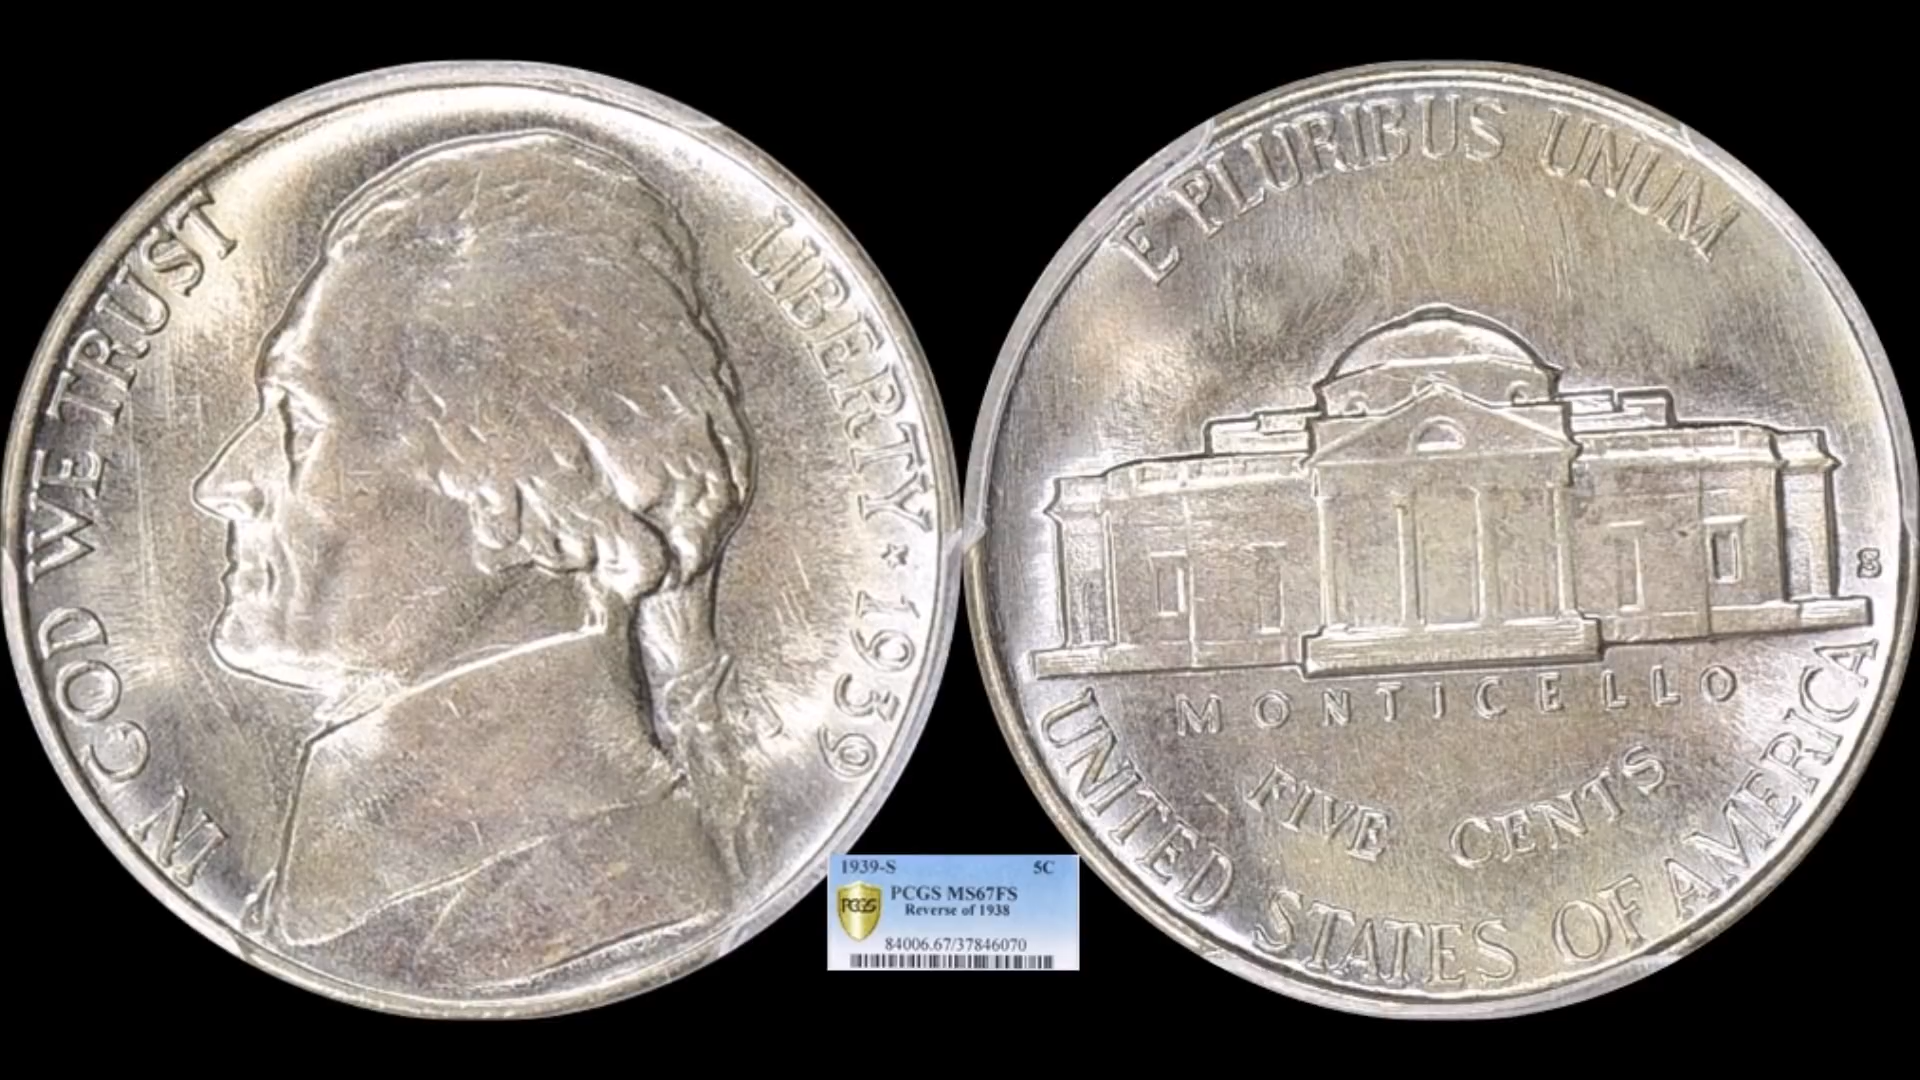 IN GOD WE TRUST
LIBERTY ★ 1939
E PLURIBUS UNUM
S
MONTICELLO
FIVE CENTS
UNITED STATES OF AMERICA
1939-S 5C
PCGS
PCGS MS67FS
Reverse of 1938
84006.67/37846070